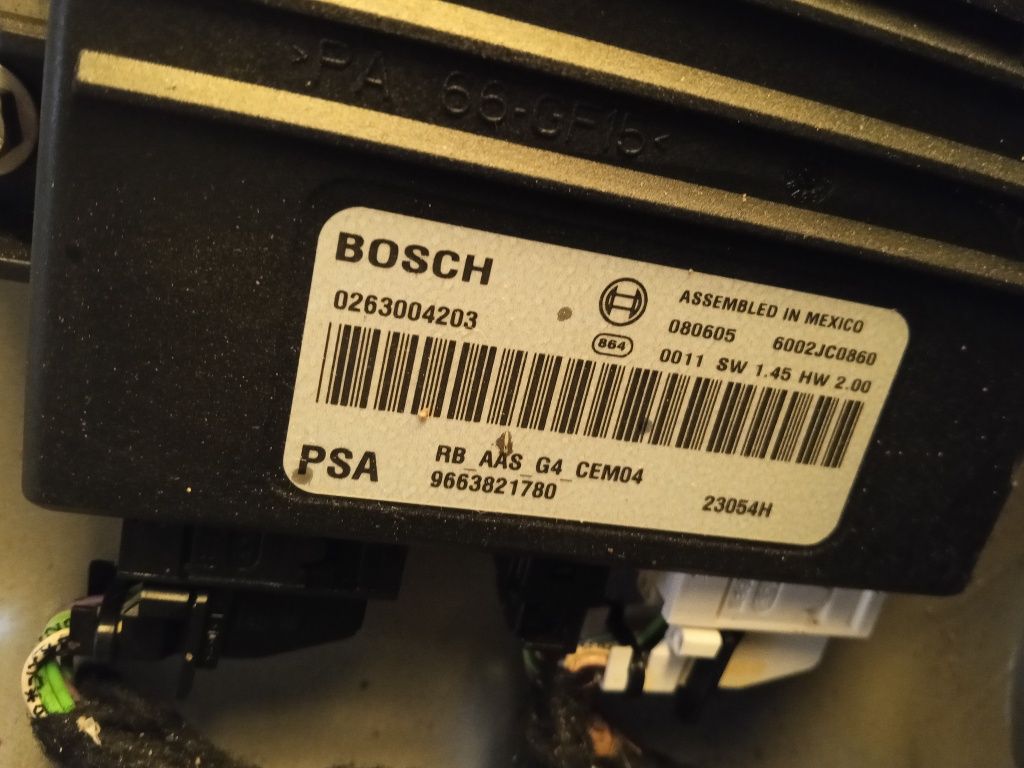 >PA 66-GF15<
BOSCH
0263004203
864
ASSEMBLED IN MEXICO
080605 6002JC0860
0011 SW 1.45 HW 2.00
PSA
RB_AAS_G4_CEM04
9663821780
23054H